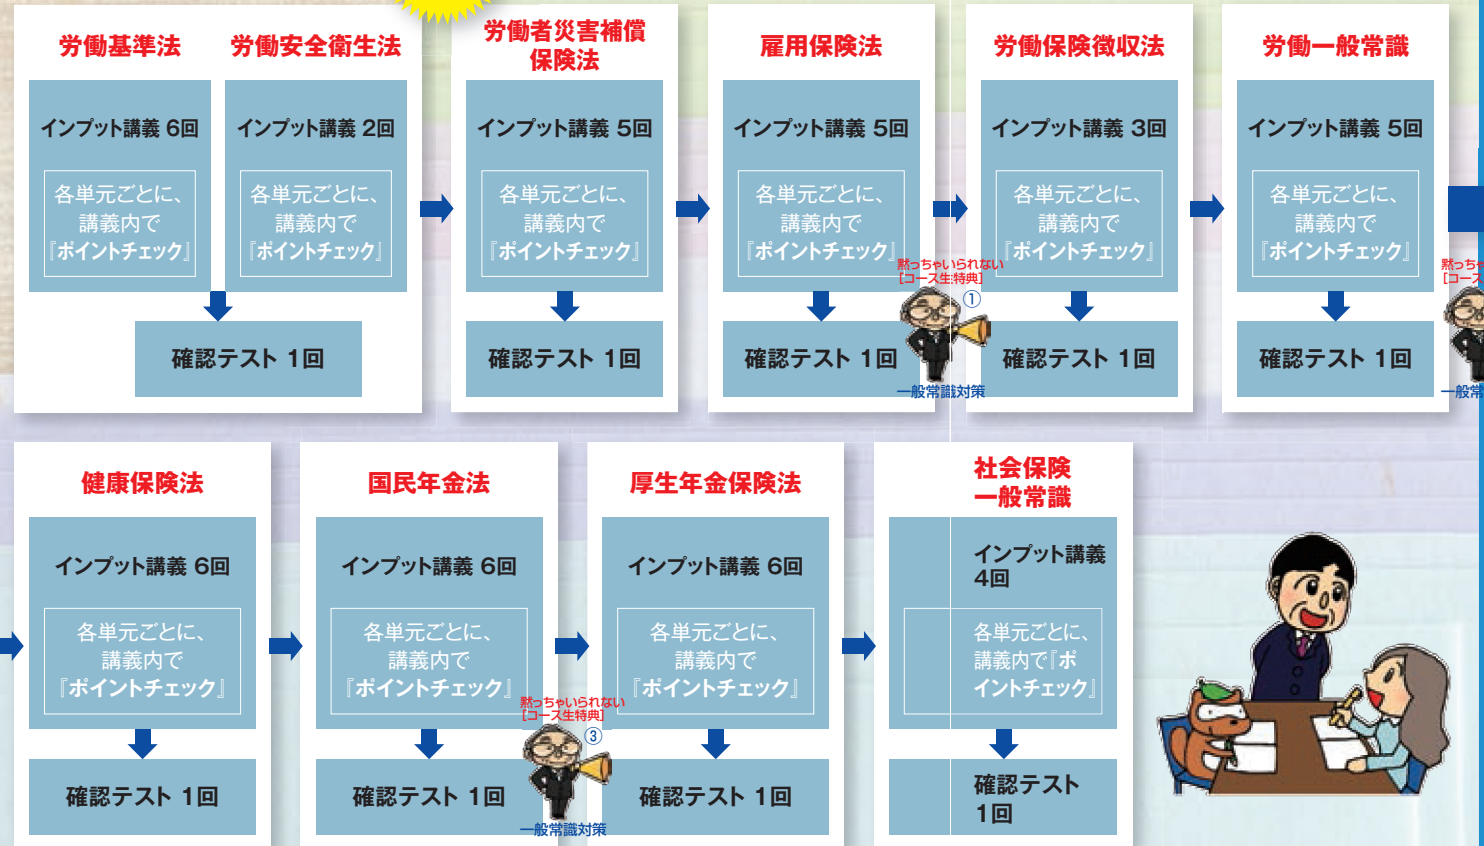 労働基準法
インプット講義 6回
各単元ごとに、
講義内で
『ポイントチェック』
労働安全衛生法
インプット講義 2回
各単元ごとに、
講義内で
『ポイントチェック』
確認テスト 1回
労働者災害補償
保険法
インプット講義 5回
各単元ごとに、
講義内で
『ポイントチェック』
確認テスト 1回
雇用保険法
インプット講義 5回
各単元ごとに、
講義内で
『ポイントチェック』
確認テスト 1回
黙っちゃいられない
[コース生特典]
①
一般常識対策
労働保険徴収法
インプット講義 3回
各単元ごとに、
講義内で
『ポイントチェック』
確認テスト 1回
労働一般常識
インプット講義 5回
各単元ごとに、
講義内で
『ポイントチェック』
確認テスト 1回
黙っちゃ
[コース
一般常
健康保険法
インプット講義 6回
各単元ごとに、
講義内で
『ポイントチェック』
確認テスト 1回
国民年金法
インプット講義 6回
各単元ごとに、
講義内で
『ポイントチェック』
確認テスト 1回
黙っちゃいられない
[コース生特典]
③
一般常識対策
厚生年金保険法
インプット講義 6回
各単元ごとに、
講義内で
『ポイントチェック』
確認テスト 1回
社会保険
一般常識
インプット講義
4回
各単元ごとに、
講義内で『ポ
イントチェック』
確認テスト
1回